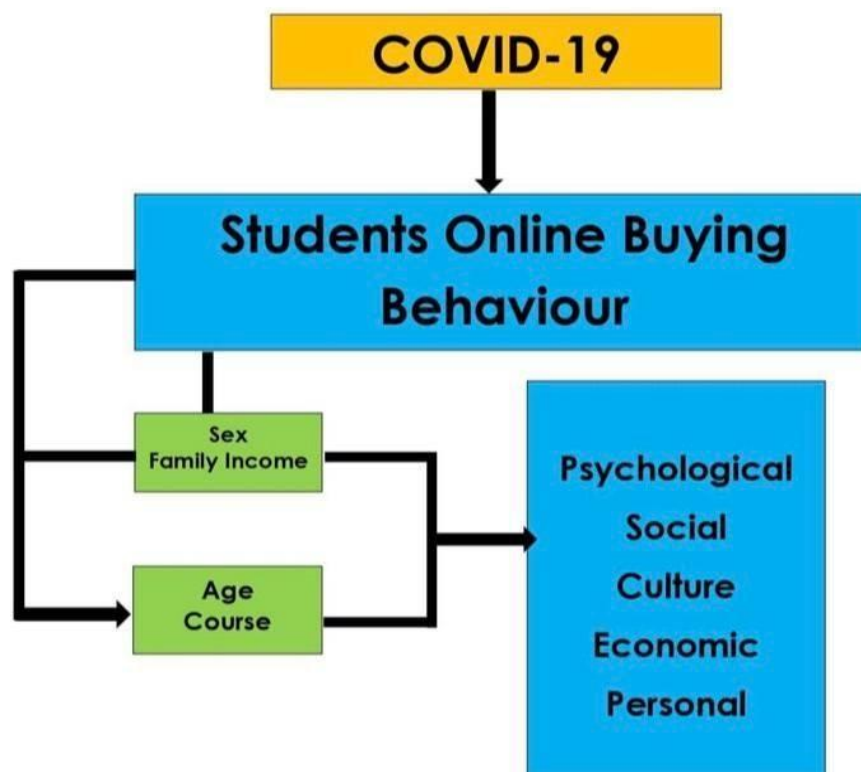 COVID-19
Students Online Buying
Behaviour
Sex
Family Income
Age
Course
Psychological
Social
Culture
Economic
Personal